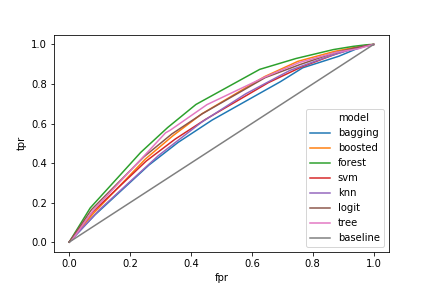 1.0
0.8
0.6
0.4
0.2
0.0
tpr
0.0 0.2 0.4 0.6 0.8 1.0
fpr
model
bagging
boosted
forest
svm
knn
logit
tree
baseline